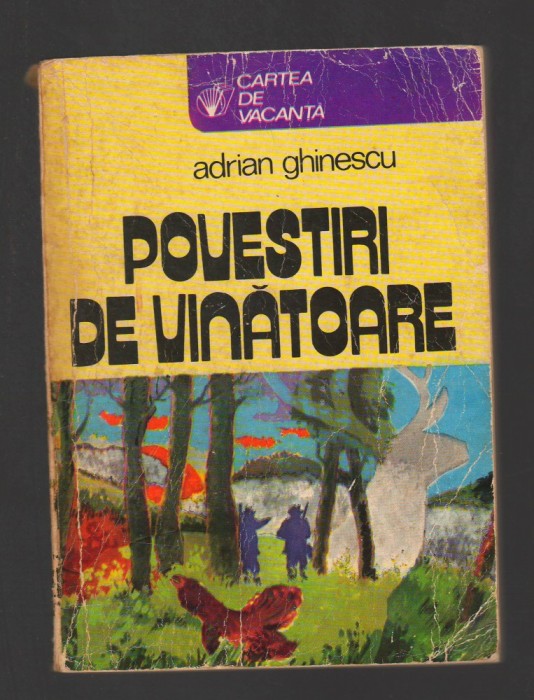 CARTEA
DE
VACANTA
adrian ghinescu
POVESTIRI
DE VINĂTOARE